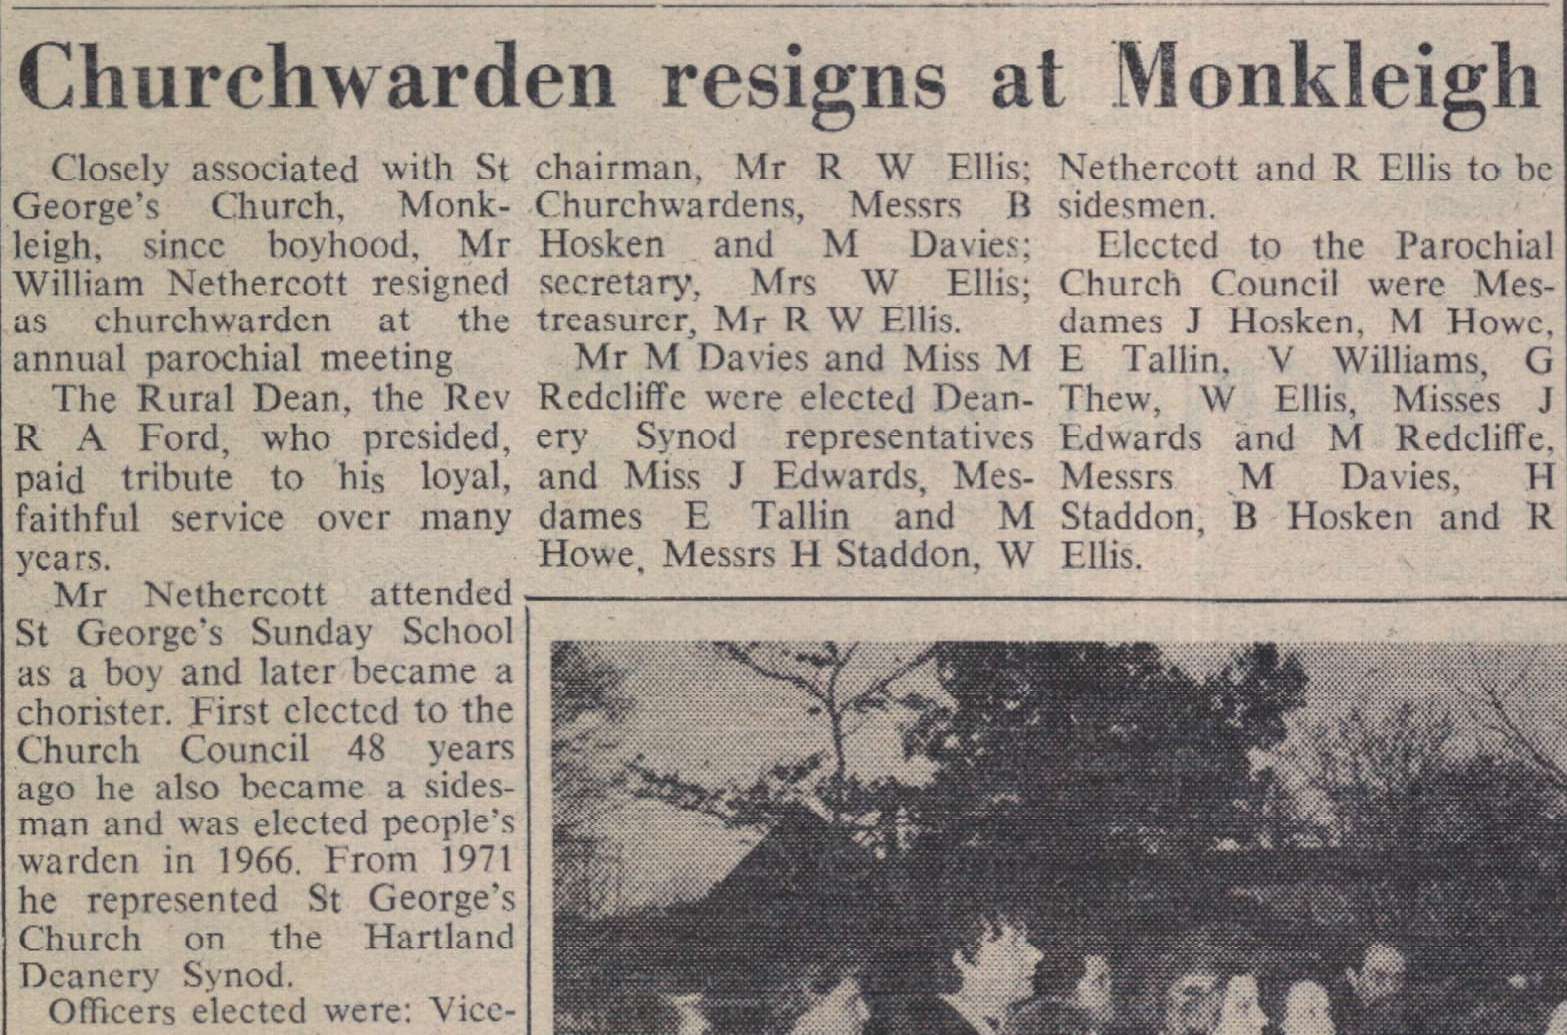 Churchwarden resigns at Monkleigh
Closely associated with St
George's Church, Monk-
leigh, since boyhood, Mr
William Nethercott resigned
as churchwarden at the
annual parochial meeting
The Rural Dean, the Rev
R A Ford, who presided,
paid tribute to his loyal,
faithful service over many
years.
Mr Nethercott attended
St George's Sunday School
as a boy and later became a
chorister. First elected to the
Church Council 48 years
ago he also became a sides-
man and was elected people's
warden in 1966. From 1971
he represented St George's
Church on the Hartland
Deanery Synod.
Officers elected were: Vice-
chairman, Mr R W Ellis;
Churchwardens, Messrs B
Hosken and M Davies;
secretary, Mrs W Ellis;
treasurer, Mr R W Ellis.
Mr M Davies and Miss M
Redcliffe were elected Dean-
ery Synod representatives
and Miss J Edwards, Mes-
dames E Tallin and M
Howe, Messrs H Staddon, W
Nethercott and R Ellis to be
sidesmen.
Elected to the Parochial
Church Council were Mes-
dames J Hosken, M Howe,
E Tallin, V Williams, G
Thew, W Ellis, Misses J
Edwards and M Redcliffe,
Messrs M Davies, H
Staddon, B Hosken and R
Ellis.